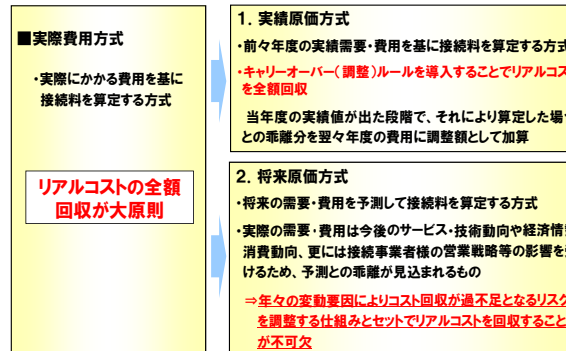 ■実際費用方式
・実際にかかる費用を基に
接続料を算定する方式
リアルコストの全額
回収が大原則
1. 実績原価方式
・前々年度の実績需要・費用を基に接続料を算定する方式
・キャリーオーバー(調整)ルールを導入することでリアルコス
を全額回収
当年度の実績値が出た段階で、それにより算定した場
との乖離分を翌々年度の費用に調整額として加算
2. 将来原価方式
・将来の需要・費用を予測して接続料を算定する方式
・実際の需要・費用は今後のサービス・技術動向や経済情
消費動向、更には接続事業者様の営業戦略等の影響を
けるため、予測との乖離が見込まれるもの
⇒年々の変動要因によりコスト回収が過不足となるリスク
を調整する仕組みとセットでリアルコストを回収すること
が不可欠